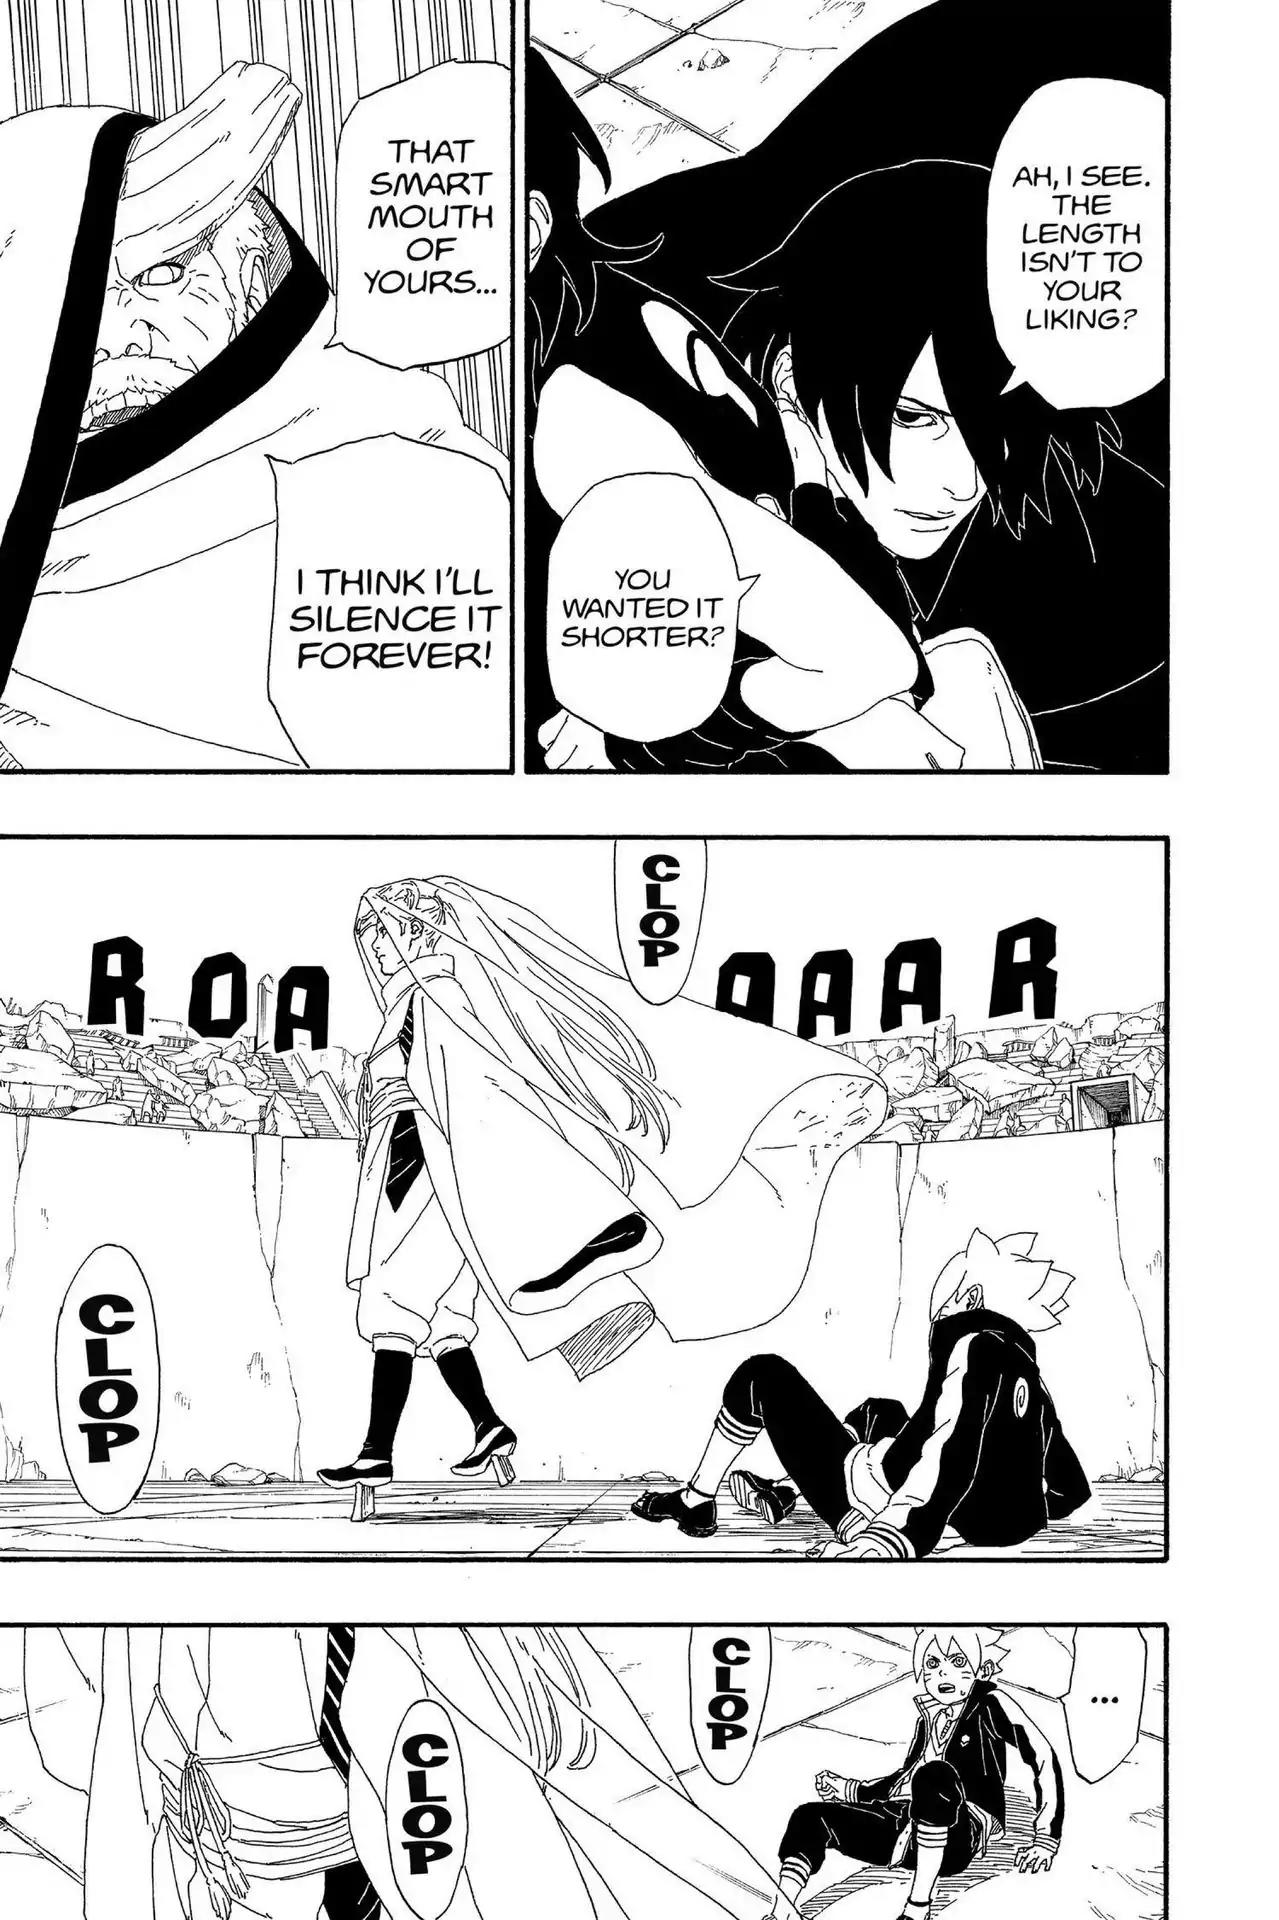 AH, I SEE.
THE
LENGTH
ISN'T TO
YOUR
LIKING?
YOU
WANTED IT
SHORTER?
THAT
SMART
MOUTH
OF
YOURS...
I THINK I'LL
SILENCE IT
FOREVER!
CLOP
ROA
OAAAR
CLOP
...
CLOP
CLOP